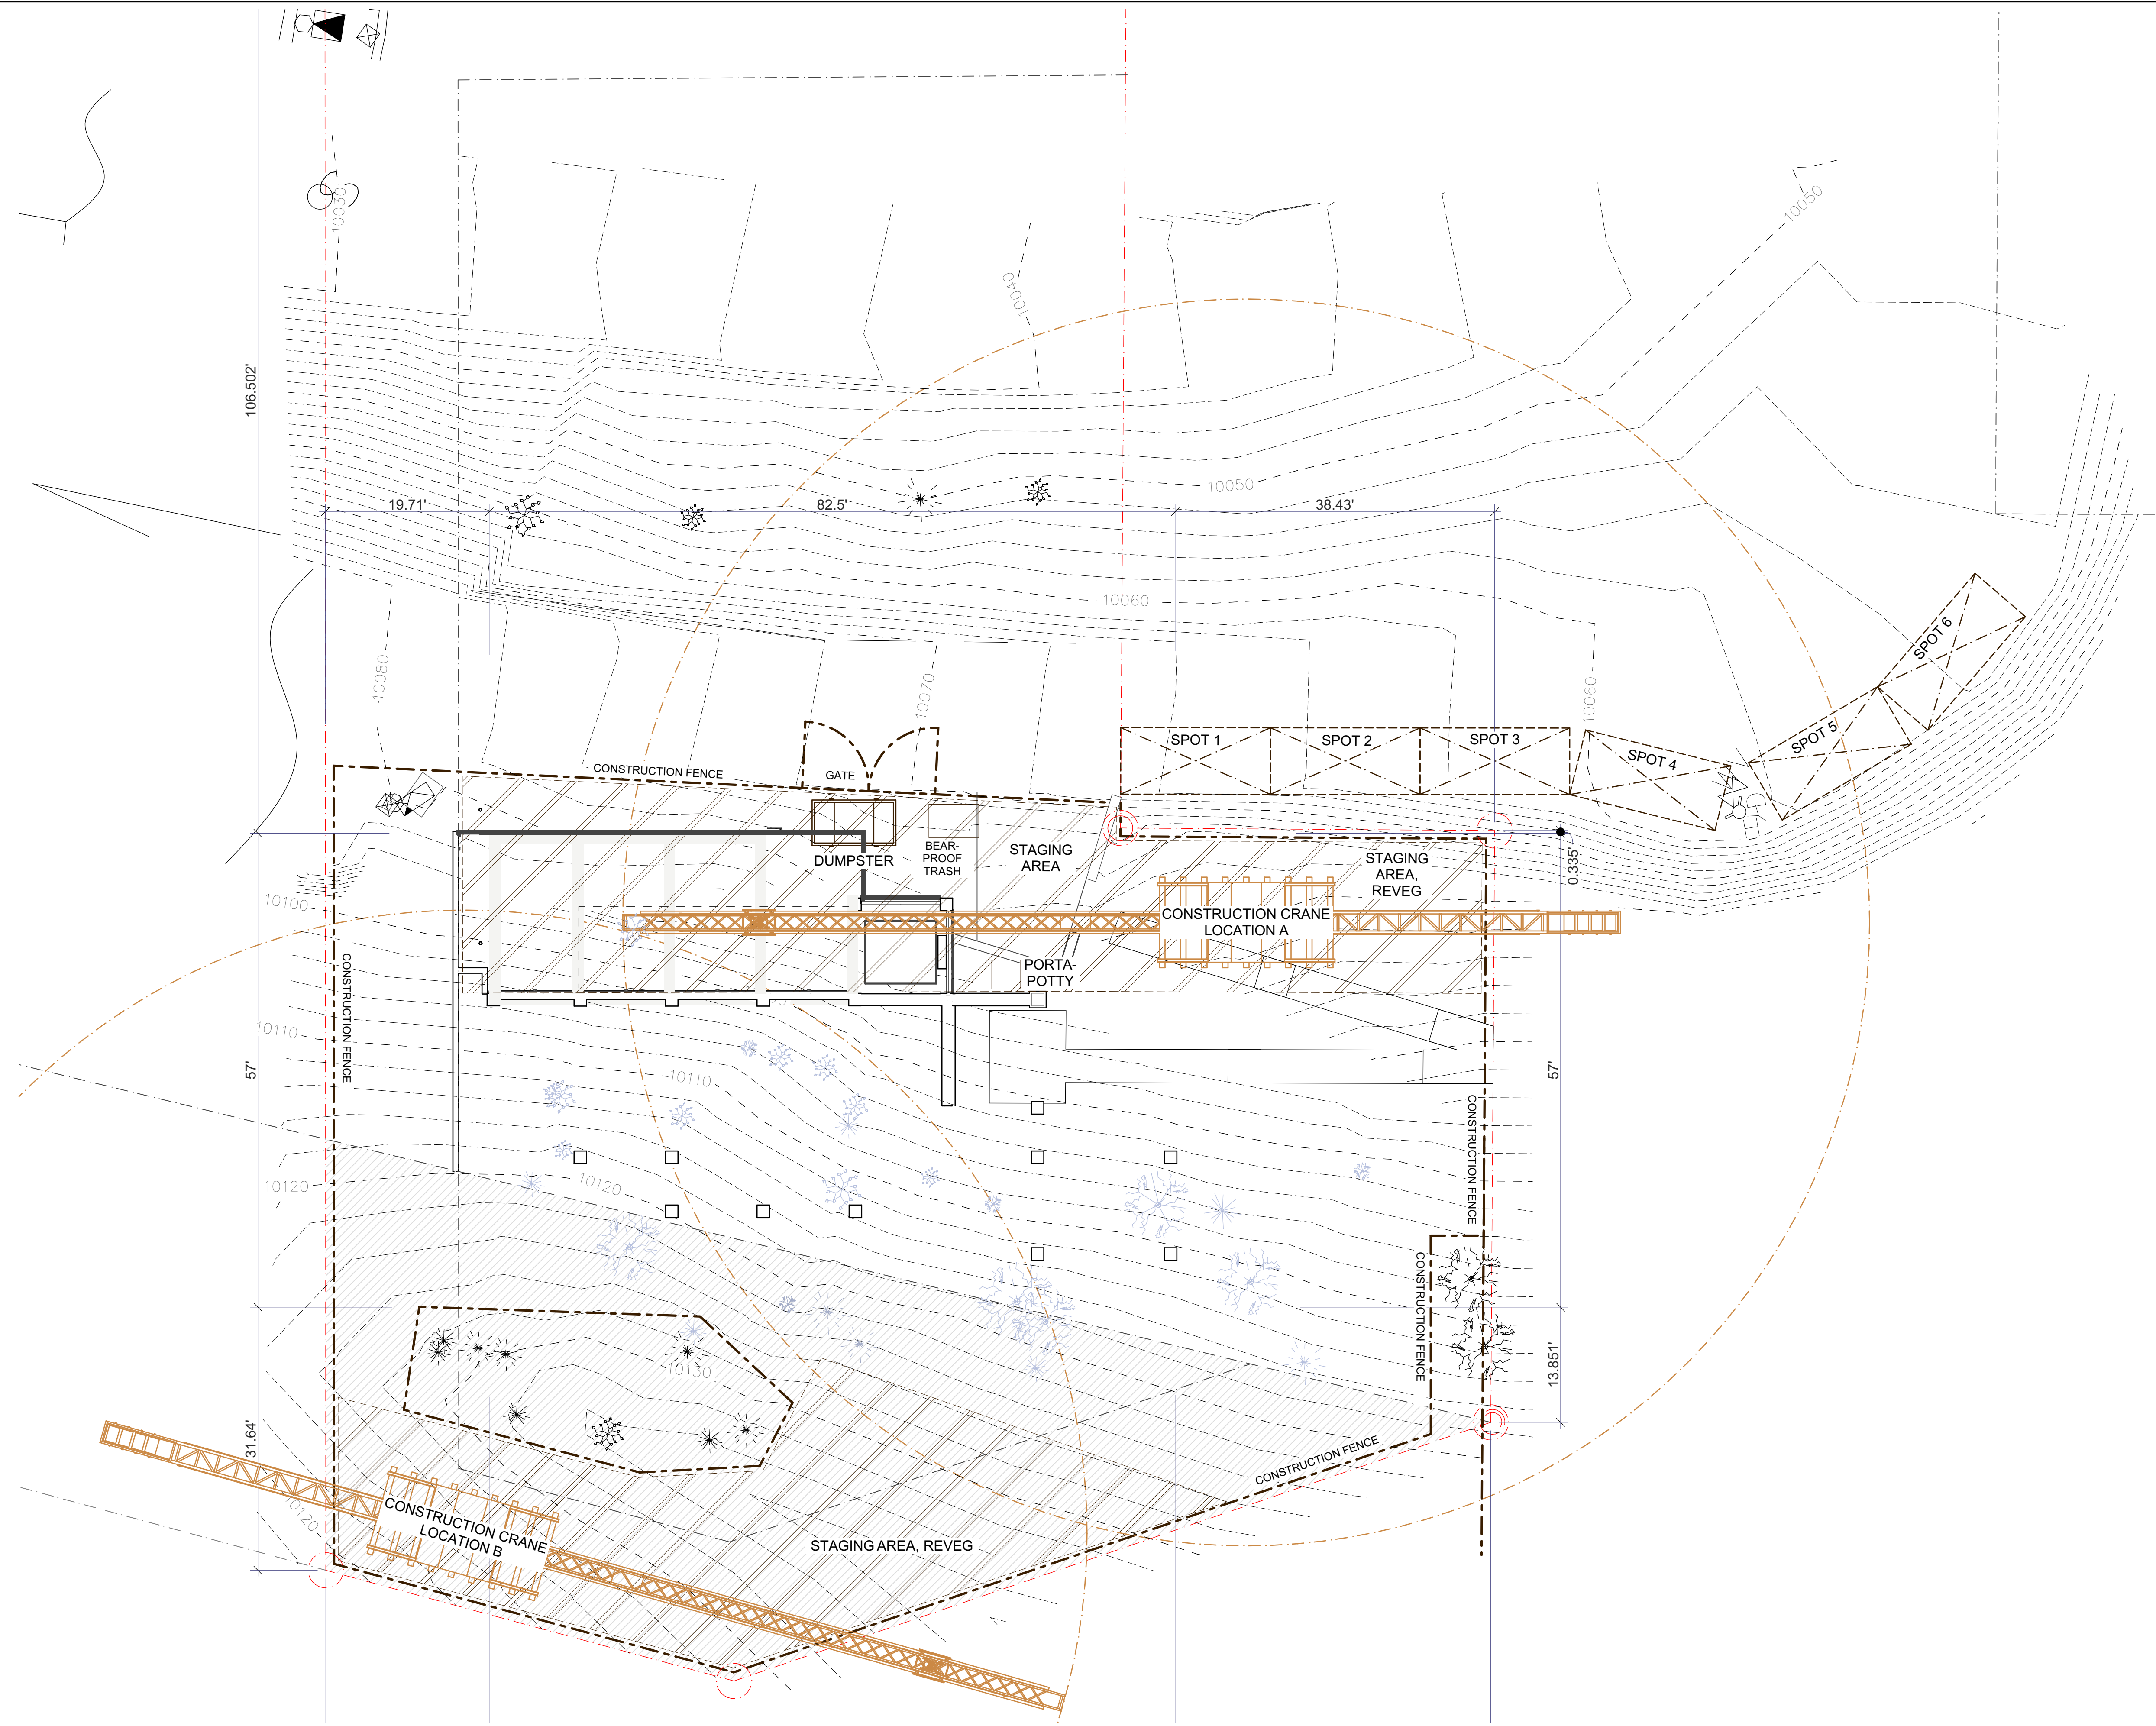 10030
10050
10040
106.502'
10050
19.71'
82.5'
38.43'
10060
SPOT 6
10080
10070
10060
SPOT 1
SPOT 2
SPOT 3
SPOT 4
SPOT 5
CONSTRUCTION FENCE
GATE
DUMPSTER
BEAR-
PROOF
TRASH
STAGING
AREA
STAGING
AREA,
REVEG
0.335'
10100
CONSTRUCTION CRANE
LOCATION A
CONSTRUCTION FENCE
PORTA-
POTTY
10110
57'
10110
57'
CONSTRUCTION FENCE
10120
10120
CONSTRUCTION FENCE
10130
13.851'
31.64'
CONSTRUCTION FENCE
10120
CONSTRUCTION CRANE
LOCATION B
STAGING AREA, REVEG